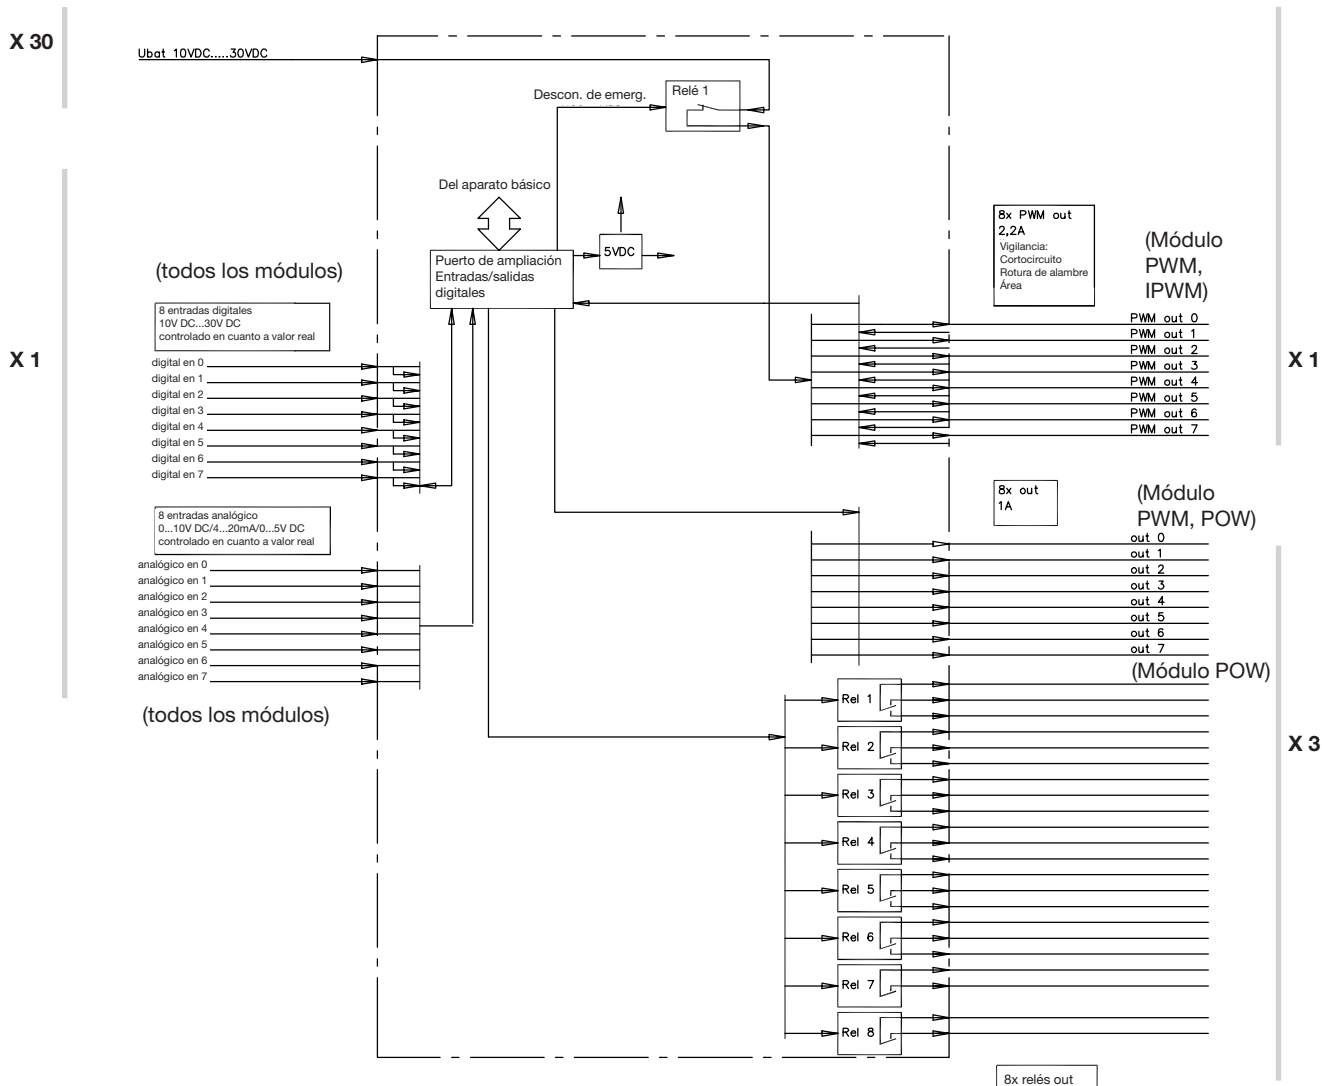 X 30
Ubat 10VDC.....30VDC
Descon. de emerg.
Relé 1
Del aparato básico
Puerto de ampliación
Entradas/salidas
digitales
5VDC
X 1
(todos los módulos)
8 entradas digitales
10V DC...30V DC
controlado en cuanto a valor real
digital en 0
digital en 1
digital en 2
digital en 3
digital en 4
digital en 5
digital en 6
digital en 7
8 entradas analógico
0...10V DC/4...20mA/0...5V DC
controlado en cuanto a valor real
analógico en 0
analógico en 1
analógico en 2
analógico en 3
analógico en 4
analógico en 5
analógico en 6
analógico en 7
(todos los módulos)
8x PWM out
2,2A
Vigilancia:
Cortocircuito
Rotura de alambre
Área
(Módulo
PWM,
IPWM)
PWM out 0
PWM out 1
PWM out 2
PWM out 3
PWM out 4
PWM out 5
PWM out 6
PWM out 7
X 1
8x out
1A
(Módulo
PWM, POW)
out 0
out 1
out 2
out 3
out 4
out 5
out 6
out 7
(Módulo POW)
Rel 1
Rel 2
Rel 3
Rel 4
Rel 5
Rel 6
Rel 7
Rel 8
X 3
8x relés out